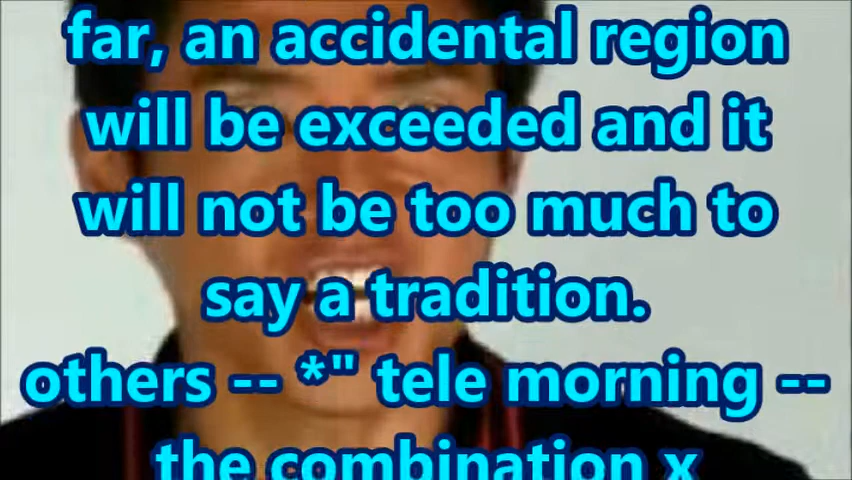 far, an accidental region
will be exceeded and it
will not be too much to
say a tradition.
others -- *" tele morning --
the combination x